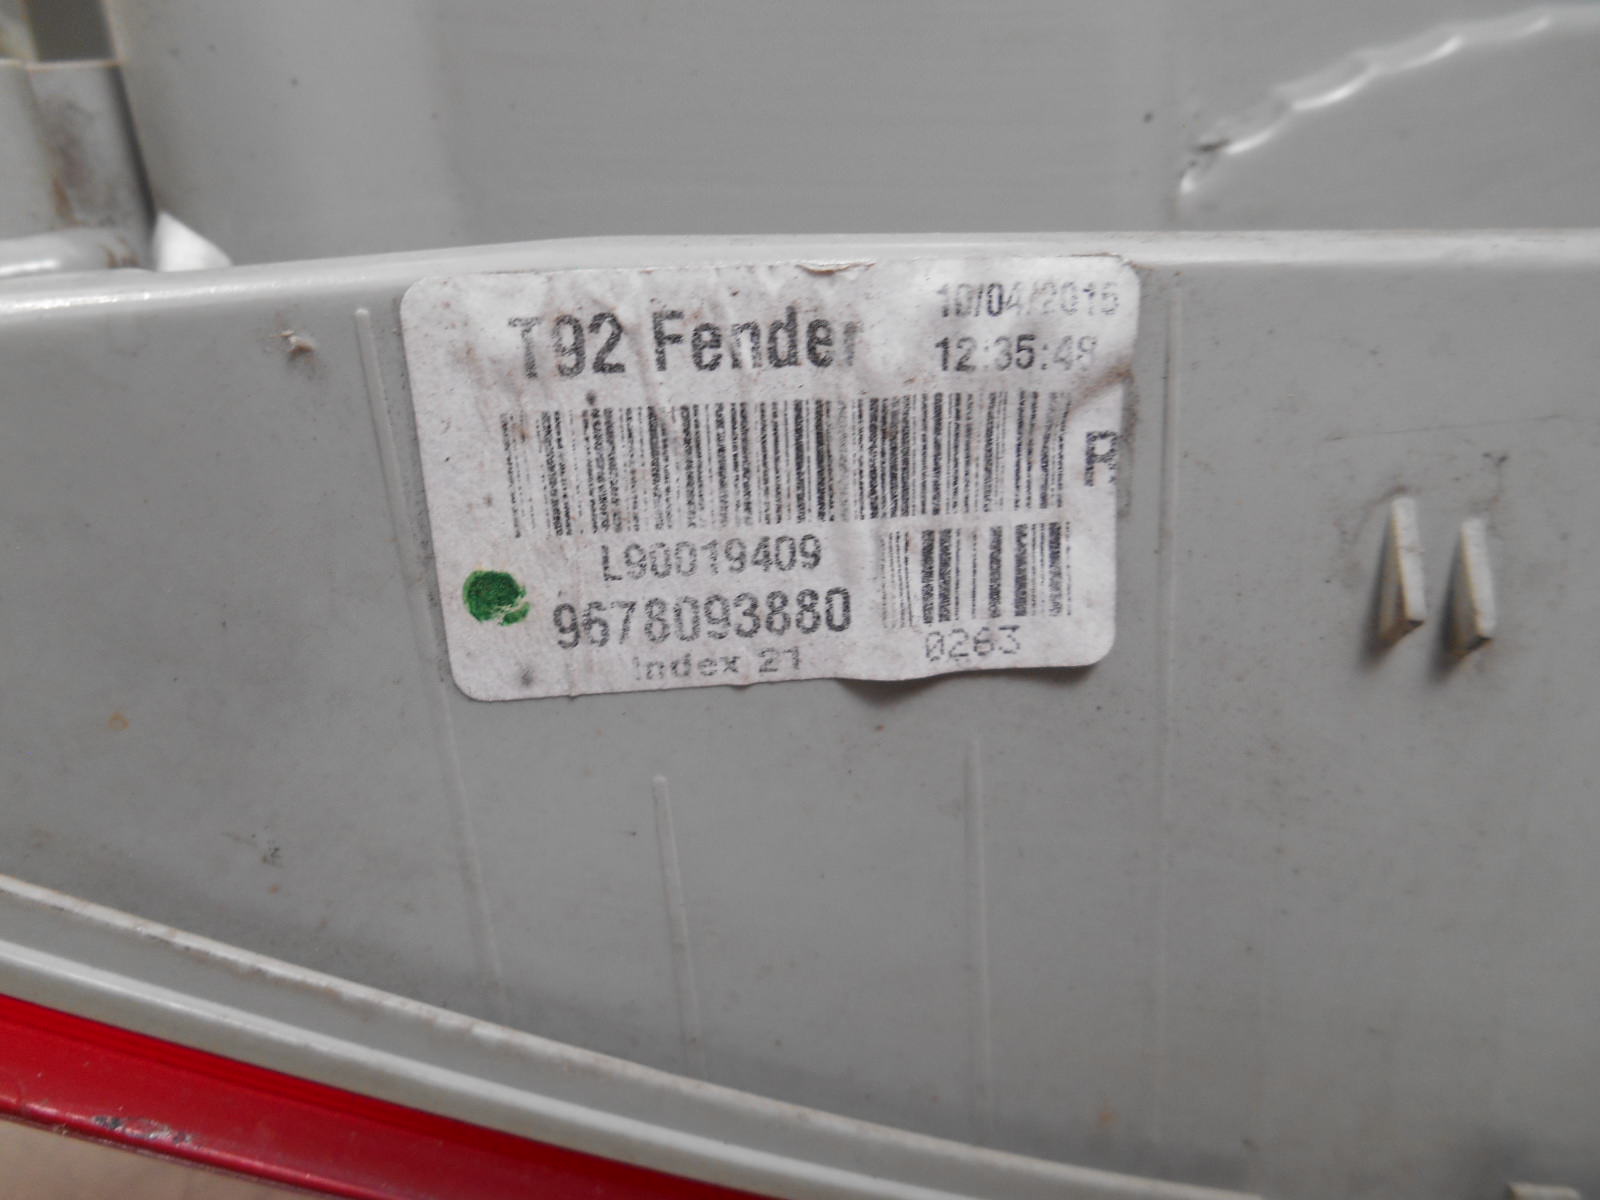 T92 Fender
10/04/2015
12:35:48
R
L90019409
9678093880
Index 21
0263